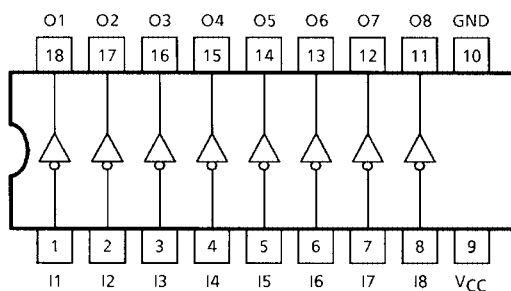 O1 O2 O3 O4 O5 O6 O7 O8 GND
18 17 16 15 14 13 12 11 10
1 2 3 4 5 6 7 8 9
I1 I2 I3 I4 I5 I6 I7 I8 VCC